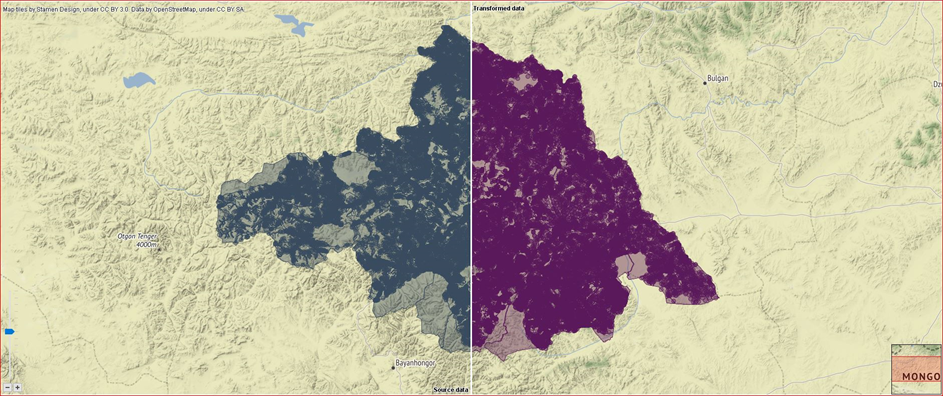 Map tiles by Stamen Design, under CC BY 3.0. Data by OpenStreetMap, under CC BY SA.
Transformed data
Bulgan
Otgon Tenger
4000m
Bayanhongor
Source data
MONGO